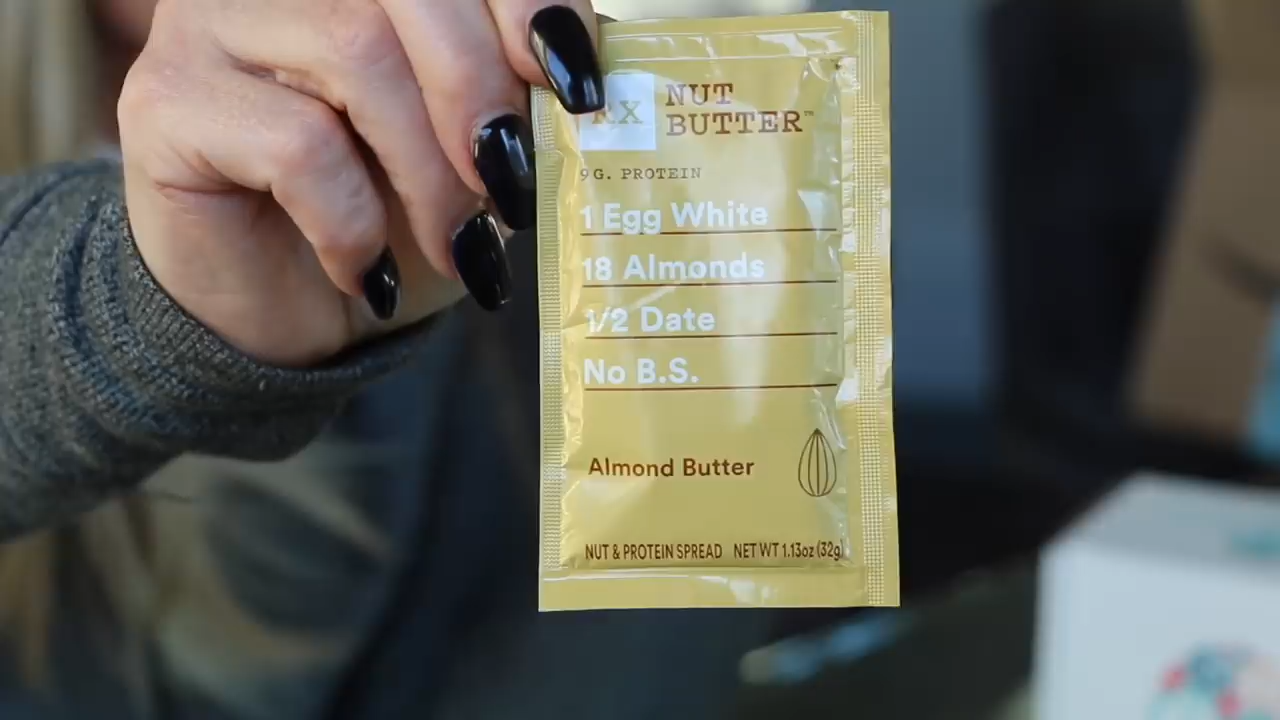 RX
NUT
BUTTER™
9 G. PROTEIN
1 Egg White
18 Almonds
1/2 Date
No B.S.
Almond Butter
NUT & PROTEIN SPREAD NET WT 1.13oz (32g)